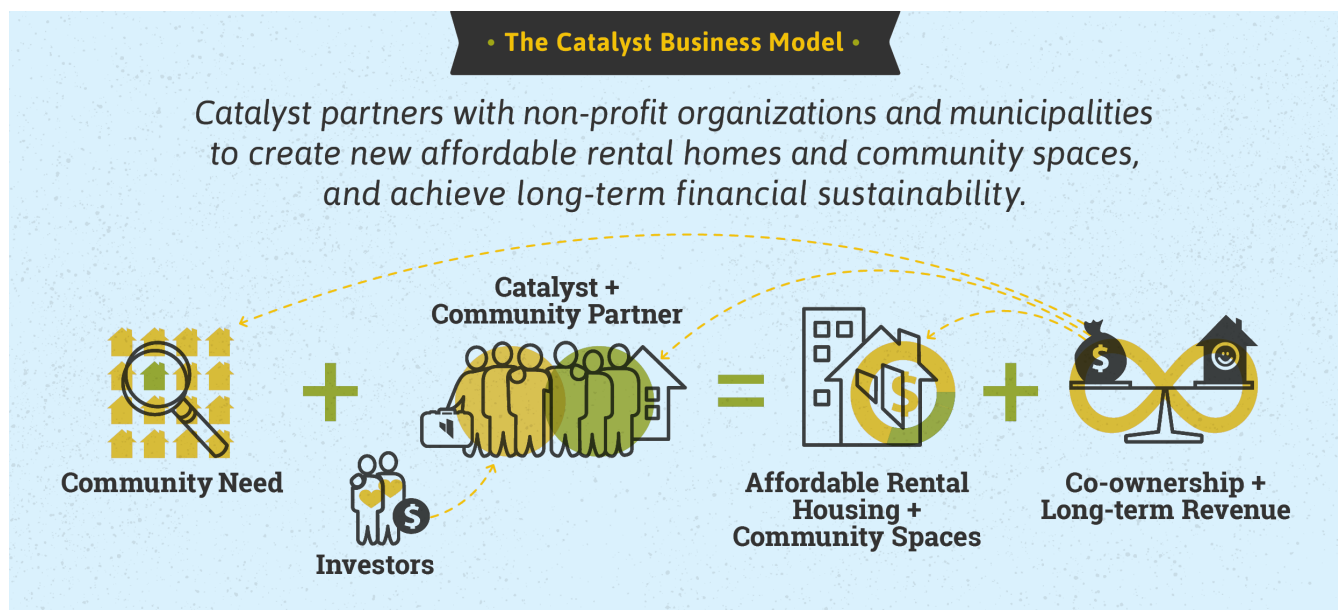 • The Catalyst Business Model •
Catalyst partners with non-profit organizations and municipalities
to create new affordable rental homes and community spaces,
and achieve long-term financial sustainability.
Catalyst +
Community Partner
+
=
$
+
$
Community Need
$
Investors
Affordable Rental
Housing +
Community Spaces
Co-ownership +
Long-term Revenue